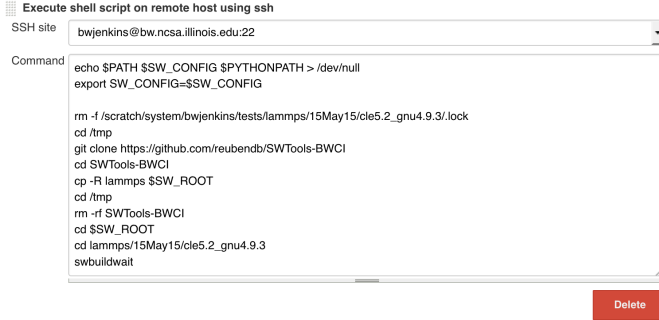 Execute shell script on remote host using ssh
SSH site
bwjenkins@bw.ncsa.illinois.edu:22
Command
echo $PATH $SW_CONFIG $PYTHONPATH > /dev/null
export SW_CONFIG=$SW_CONFIG
rm -f /scratch/system/bwjenkins/tests/lammps/15May15/cle5.2_gnu4.9.3/.lock
cd /tmp
git clone https://github.com/reubendb/SWTools-BWCI
cd SWTools-BWCI
cp -R lammps $SW_ROOT
cd /tmp
rm -rf SWTools-BWCI
cd $SW_ROOT
cd lammps/15May15/cle5.2_gnu4.9.3
swbuildwait
Delete